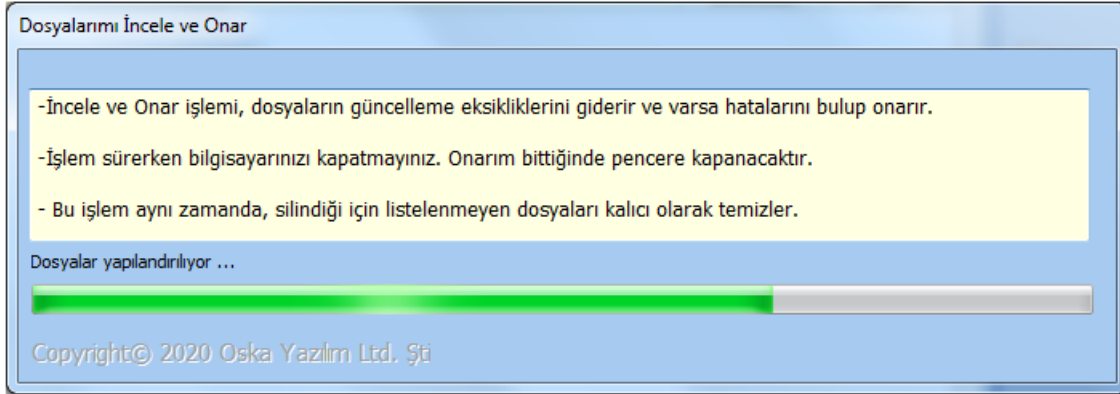 Dosyalarımı İncele ve Onar
-İncele ve Onar işlemi, dosyaların güncelleme eksikliklerini giderir ve varsa hatalarını bulup onarır.
-İşlem sürerken bilgisayarınızı kapatmayınız. Onarım bittiğinde pencere kapanacaktır.
- Bu işlem aynı zamanda, silindiği için listelenmeyen dosyaları kalıcı olarak temizler.
Dosyalar yapılandırılıyor ...
Copyright© 2020 Oska Yazılım Ltd. Şti